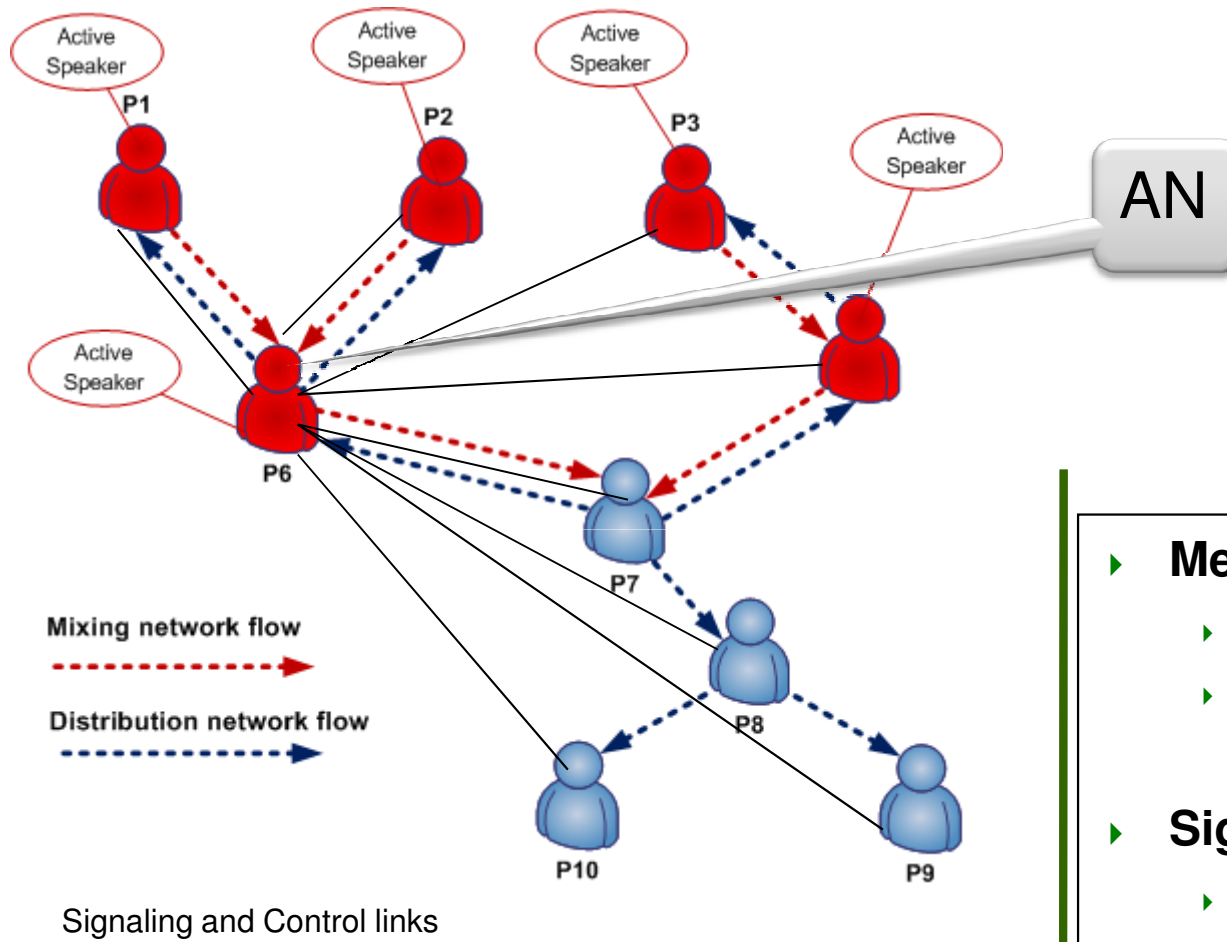 Active
Speaker
Active
Speaker
Active
Speaker
Active
Speaker
P1
P2
P3
AN
Active
Speaker
P6
P7
Mixing network flow
Distribution network flow
P8
P10
P9
Signaling and Control links
Me
Sig